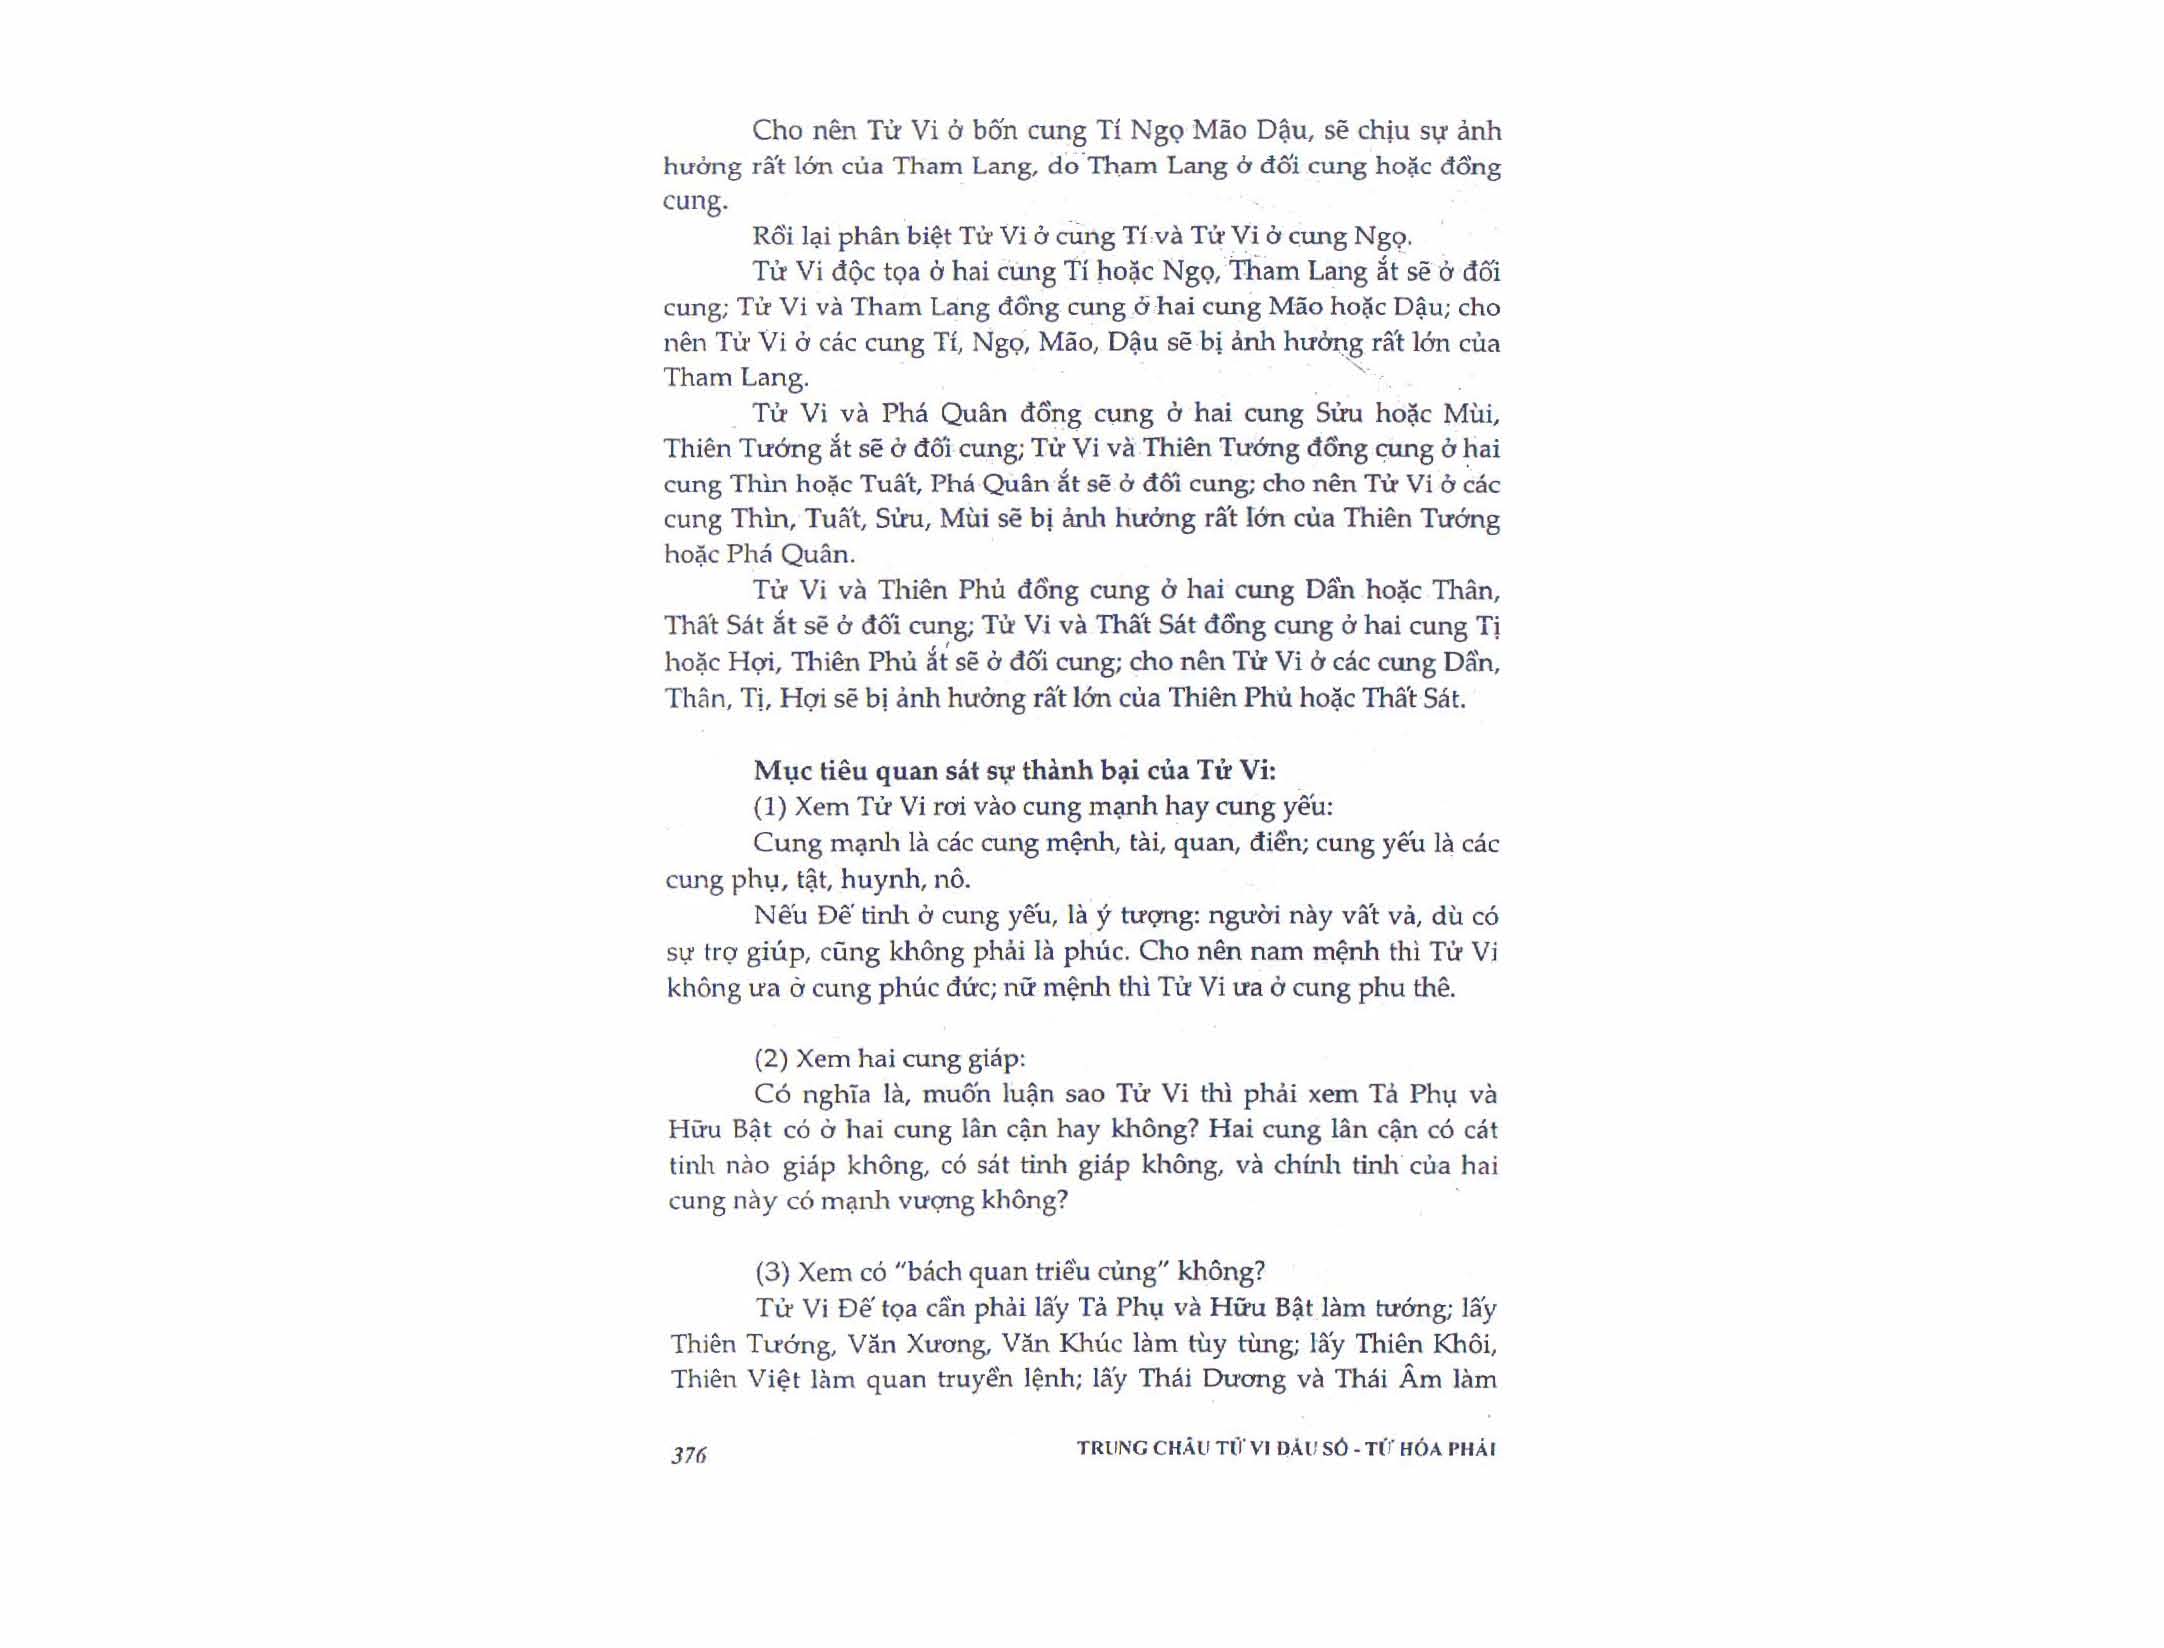 Cho nên Tử Vi ở bốn cung Tí Ngọ Mão Dậu, sẽ chịu sự ảnh
hưởng rất lớn của Tham Lang, do Tham Lang ở đối cung hoặc đồng
cung.
Rồi lại phân biệt Tử Vi ở cung Tí và Tử Vi ở cung Ngọ.
Tử Vi độc tọa ở hai cung Tí hoặc Ngọ, Tham Lang ắt sẽ ở đối
cung; Tử Vi và Tham Lang đồng cung ở hai cung Mão hoặc Dậu; cho
nên Tử Vi ở các cung Tí, Ngọ, Mão, Dậu sẽ bị ảnh hưởng rất lớn của
Tham Lang.
Tử Vi và Phá Quân đồng cung ở hai cung Sửu hoặc Mùi,
Thiên Tướng ắt sẽ ở đối cung; Tử Vi và Thiên Tướng đồng cung ở hai
cung Thìn hoặc Tuất, Phá Quân ắt sẽ ở đối cung; cho nên Tử Vi ở các
cung Thìn, Tuất, Sửu, Mùi sẽ bị ảnh hưởng rất lớn của Thiên Tướng
hoặc Phá Quân.
Tử Vi và Thiên Phủ đồng cung ở hai cung Dần hoặc Thân,
Thất Sát ắt sẽ ở đối cung; Tử Vi và Thất Sát đồng cung ở hai cung Tị
hoặc Hợi, Thiên Phủ ắt sẽ ở đối cung; cho nên Tử Vi ở các cung Dần,
Thân, Tị, Hợi sẽ bị ảnh hưởng rất lớn của Thiên Phủ hoặc Thất Sát.
Mục tiêu quan sát sự thành bại của Tử Vi:
(1) Xem Tử Vi rơi vào cung mạnh hay cung yếu:
Cung mạnh là các cung mệnh, tài, quan, điền; cung yếu là các
cung phụ, tật, huynh, nô.
Nếu Đế tinh ở cung yếu, là ý tượng: người này vất vả, dù có
sự trợ giúp, cũng không phải là phúc. Cho nên nam mệnh thì Tử Vi
không ưa ở cung phúc đức; nữ mệnh thì Tử Vi ưa ở cung phu thê.
(2) Xem hai cung giáp:
Có nghĩa là, muốn luận sao Tử Vi thì phải xem Tả Phụ và
Hữu Bật có ở hai cung lân cận hay không? Hai cung lân cận có cát
tinh nào giáp không, có sát tinh giáp không, và chính tinh của hai
cung này có mạnh vượng không?
(3) Xem có "bách quan triều củng" không?
Tử Vi Đế tọa cần phải lấy Tả Phụ và Hữu Bật làm tướng; lấy
Thiên Tướng, Văn Xương, Văn Khúc làm tùy tùng; lấy Thiên Khôi,
Thiên Việt làm quan truyền lệnh; lấy Thái Dương và Thái Âm làm
376
TRUNG CHÂU TỬ VI ĐẨU SỐ - TỨ HÓA PHÁI